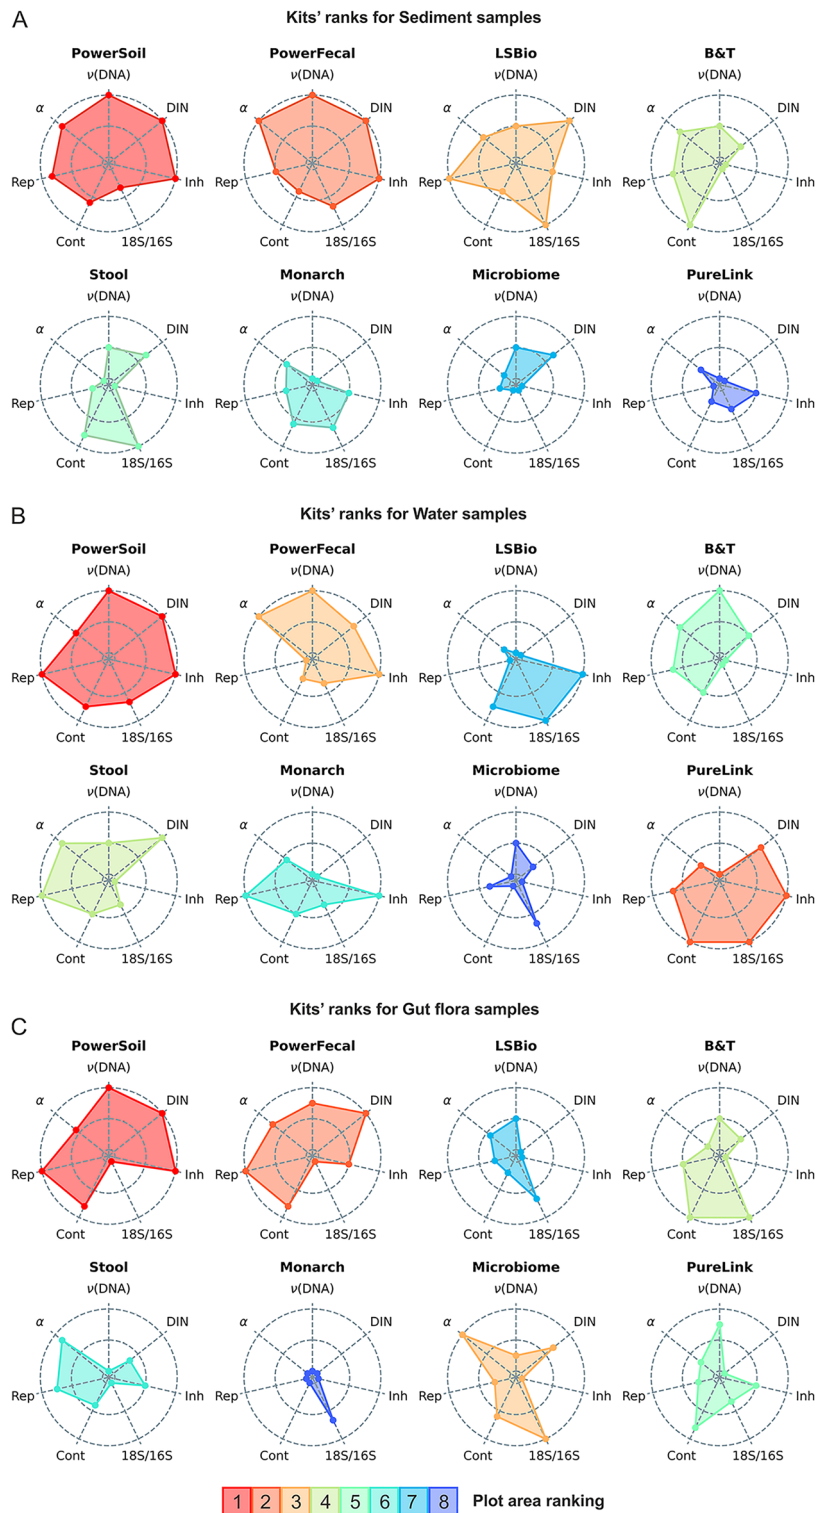 A
Kits’ ranks for Sediment samples
PowerSoil PowerFecal LSBio B&T
ν(DNA) ν(DNA) ν(DNA) ν(DNA)
α DIN α DIN α DIN α DIN
Rep Inh Rep Inh Rep Inh Rep Inh
Cont 18S/16S Cont 18S/16S Cont 18S/16S Cont 18S/16S
Stool Monarch Microbiome PureLink
ν(DNA) ν(DNA) ν(DNA) ν(DNA)
α DIN α DIN α DIN α DIN
Rep Inh Rep Inh Rep Inh Rep Inh
Cont 18S/16S Cont 18S/16S Cont 18S/16S Cont 18S/16S
B
Kits’ ranks for Water samples
PowerSoil PowerFecal LSBio B&T
ν(DNA) ν(DNA) ν(DNA) ν(DNA)
α DIN α DIN α DIN α DIN
Rep Inh Rep Inh Rep Inh Rep Inh
Cont 18S/16S Cont 18S/16S Cont 18S/16S Cont 18S/16S
Stool Monarch Microbiome PureLink
ν(DNA) ν(DNA) ν(DNA) ν(DNA)
α DIN α DIN α DIN α DIN
Rep Inh Rep Inh Rep Inh Rep Inh
Cont 18S/16S Cont 18S/16S Cont 18S/16S Cont 18S/16S
C
Kits’ ranks for Gut flora samples
PowerSoil PowerFecal LSBio B&T
ν(DNA) ν(DNA) ν(DNA) ν(DNA)
α DIN α DIN α DIN α DIN
Rep Inh Rep Inh Rep Inh Rep Inh
Cont 18S/16S Cont 18S/16S Cont 18S/16S Cont 18S/16S
Stool Monarch Microbiome PureLink
ν(DNA) ν(DNA) ν(DNA) ν(DNA)
α DIN α DIN α DIN α DIN
Rep Inh Rep Inh Rep Inh Rep Inh
Cont 18S/16S Cont 18S/16S Cont 18S/16S Cont 18S/16S
1 2 3 4 5 6 7 8 Plot area ranking